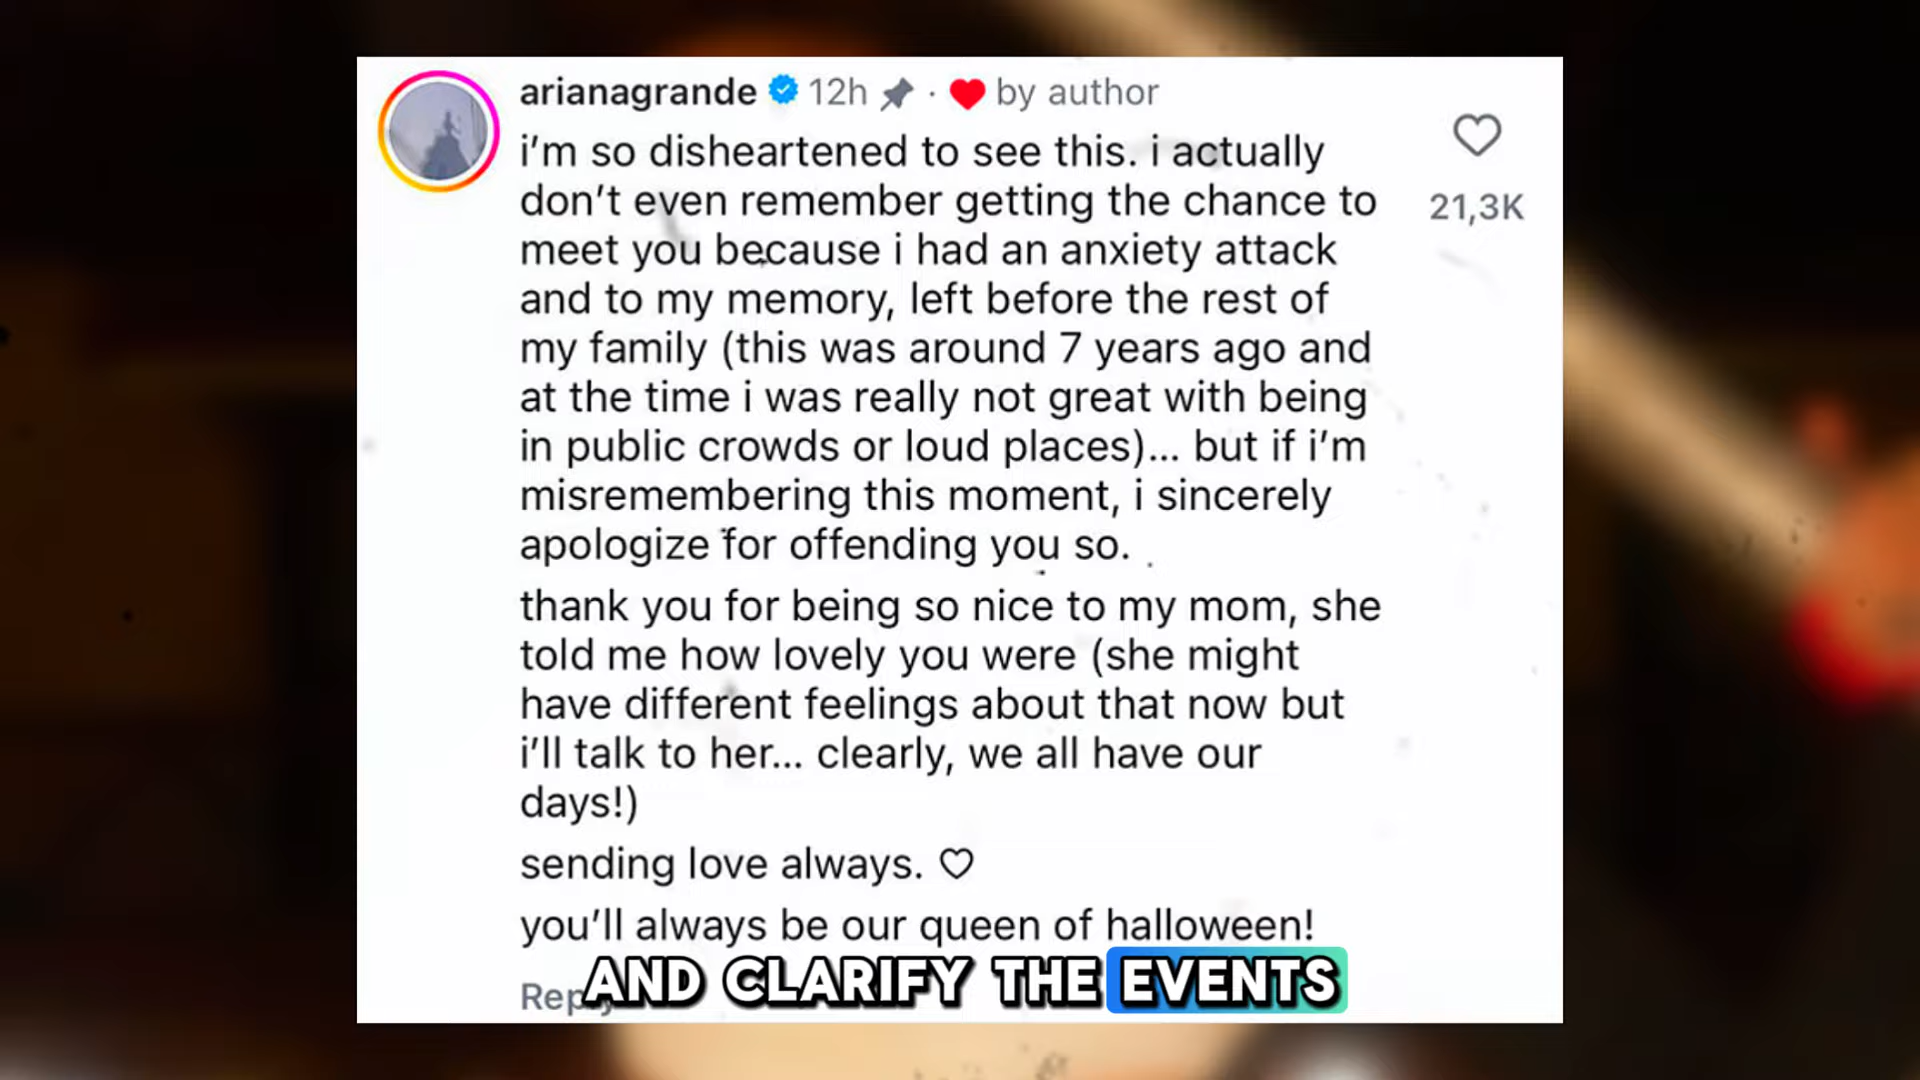 arianagrande 12h · by author
i'm so disheartened to see this. i actually
don't even remember getting the chance to
meet you because i had an anxiety attack
and to my memory, left before the rest of
my family (this was around 7 years ago and
at the time i was really not great with being
in public crowds or loud places)... but if i'm
misremembering this moment, i sincerely
apologize for offending you so.
thank you for being so nice to my mom, she
told me how lovely you were (she might
have different feelings about that now but
i'll talk to her... clearly, we all have our
days!)
sending love always. ♡
you'll always be our queen of halloween!
21,3K
Reply
AND CLARIFY THE EVENTS